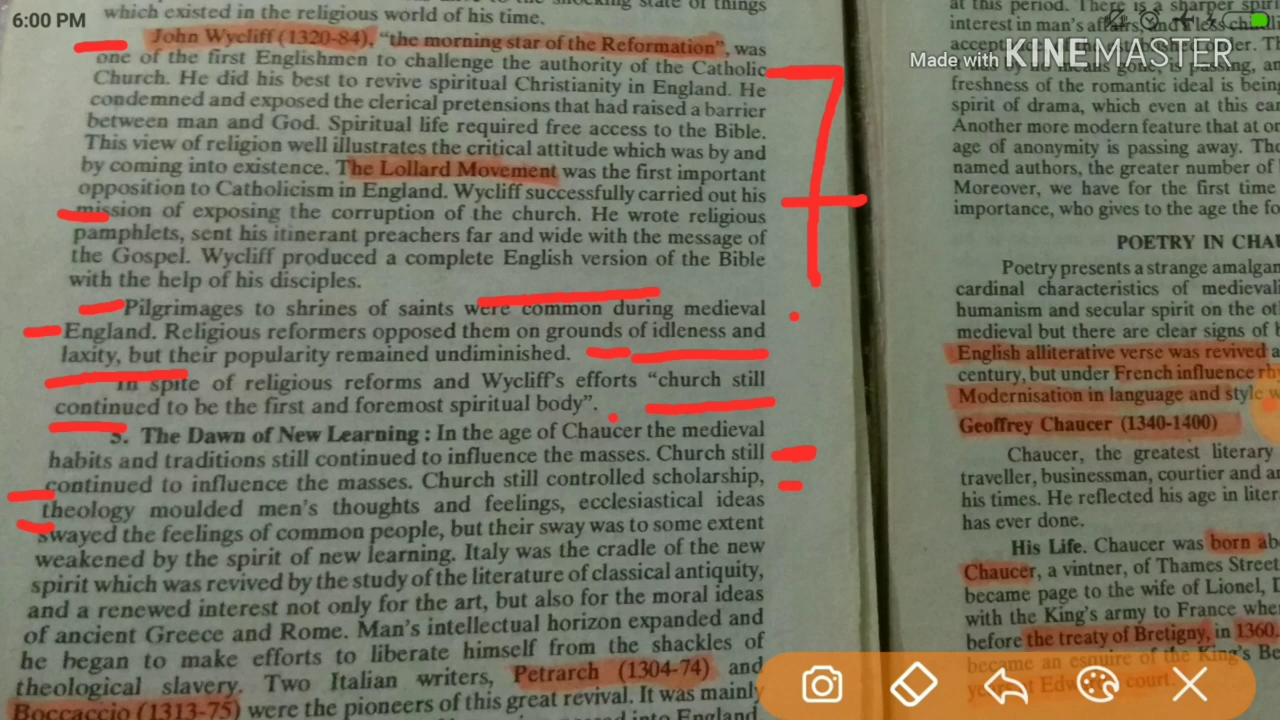 6:00 PM
Made with KINEMASTER
which existed in the religious world of his time.
John Wycliff (1320-84), “the morning star of the Reformation”, was
one of the first Englishmen to challenge the authority of the Catholic
Church. He did his best to revive spiritual Christianity in England. He
condemned and exposed the clerical pretensions that had raised a barrier
between man and God. Spiritual life required free access to the Bible.
This view of religion well illustrates the critical attitude which was by and
by coming into existence. The Lollard Movement was the first important
opposition to Catholicism in England. Wycliff successfully carried out his
mission of exposing the corruption of the church. He wrote religious
pamphlets, sent his itinerant preachers far and wide with the message of
the Gospel. Wycliff produced a complete English version of the Bible
with the help of his disciples.
Pilgrimages to shrines of saints were common during medieval
England. Religious reformers opposed them on grounds of idleness and
laxity, but their popularity remained undiminished.
In spite of religious reforms and Wycliff's efforts “church still
continued to be the first and foremost spiritual body”.
5. The Dawn of New Learning : In the age of Chaucer the medieval
habits and traditions still continued to influence the masses. Church still
continued to influence the masses. Church still controlled scholarship,
theology moulded men's thoughts and feelings, ecclesiastical ideas
swayed the feelings of common people, but their sway was to some extent
weakened by the spirit of new learning. Italy was the cradle of the new
spirit which was revived by the study of the literature of classical antiquity,
and a renewed interest not only for the art, but also for the moral ideas
of ancient Greece and Rome. Man's intellectual horizon expanded and
he began to make efforts to liberate himself from the shackles of
theological slavery. Two Italian writers, Petrarch (1304-74) and
Boccaccio (1313-75) were the pioneers of this great revival. It was mainly
7
at this period. There is a sharper
interest in man's affairs, and less
freshness of the romantic ideal is being
spirit of drama, which even at this
Another more modern feature that at
age of anonymity is passing away.
named authors, the greater number of
Moreover, we have for the first time
importance, who gives to the age the
POETRY IN
Poetry presents a strange
cardinal characteristics of
humanism and secular spirit on the
medieval but there are clear signs of
English alliterative verse was revived
century, but under French influence
Modernisation in language and style
Geoffrey Chaucer (1340-1400)
Chaucer, the greatest literary
traveller, businessman, courtier and
his times. He reflected his age in
has ever done.
His Life. Chaucer was born
Chaucer, a vintner, of Thames Street
became page to the wife of Lionel,
with the King's army to France
before the treaty of Bretigny, in 1360.
became an esquire of the King's
court.